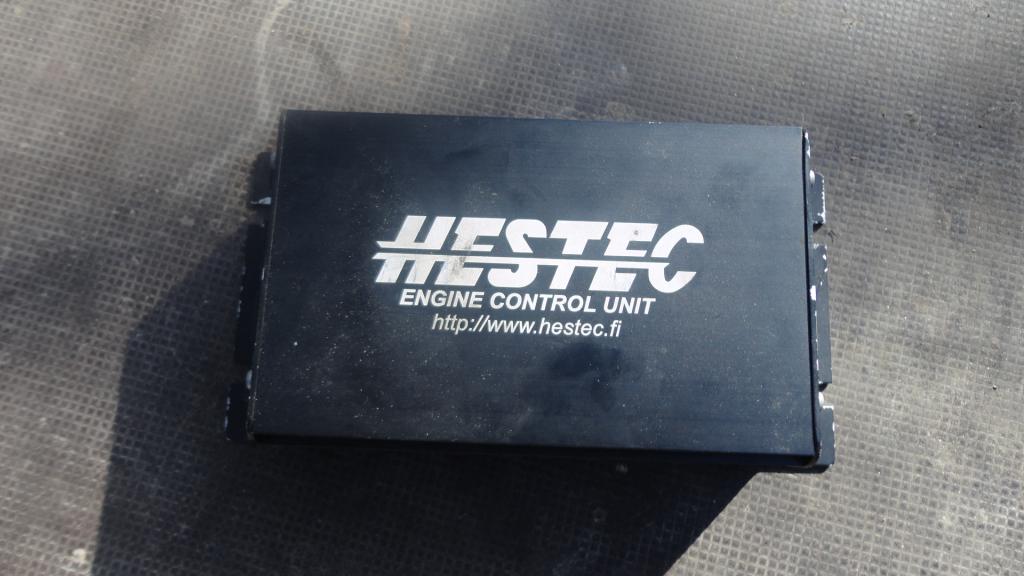 HESTEC
ENGINE CONTROL UNIT
http://www.hestec.fi